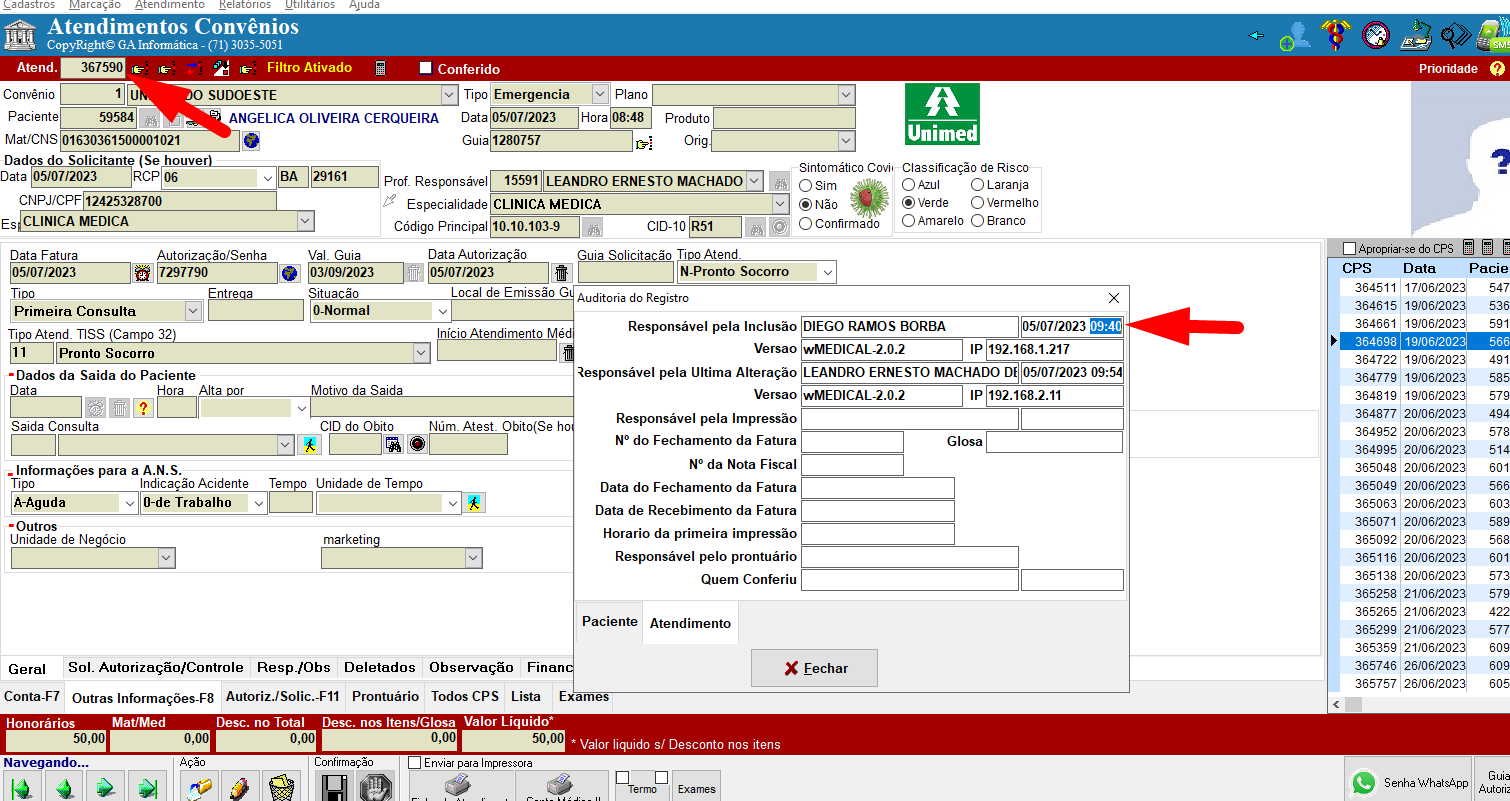 Cadastros Marcação Atendimento Relatórios Utilitários Ajuda
Atendimentos Convênios
CopyRight© GA Informática - (71) 3035-5051
SMS
Atend. 367590 Filtro Ativado Conferido Prioridade
Convênio 1 DO SUDOESTE Tipo Emergencia Plano
Paciente 59584 ANGELICA OLIVEIRA CERQUEIRA Data 05/07/2023 Hora 08:48 Produto
Mat/CNS 01630361500001021 Guia 1280757 Orig.
Unimed
Dados do Solicitante (Se houver)
Data 05/07/2023 RCP 06 BA 29161
CNPJ/CPF 12425328700
CLINICA MEDICA
Prof. Responsável 15591 LEANDRO ERNESTO MACHADO
Especialidade CLINICA MEDICA
Código Principal 10.10.103-9 CID-10 R51
Sintomático Covi
Sim
Não
Confirmado
Classificação de Risco
Azul Laranja
Verde Vermelho
Amarelo Branco
Data Fatura Autorização/Senha Val. Guia Data Autorização Guia Solicitação Tipo Atend.
05/07/2023 7297790 03/09/2023 05/07/2023 N-Pronto Socorro
Tipo Entrega Situação Local de Emissão Gu
Primeira Consulta 0-Normal
Tipo Atend. TISS (Campo 32) Início Atendimento Médi
11 Pronto Socorro
Dados da Saida do Paciente
Data Hora Alta por Motivo da Saida
Saida Consulta CID do Obito Núm. Atest. Obito(Se hou
Informações para a A.N.S.
Tipo Indicação Acidente Tempo Unidade de Tempo
A-Aguda 0-de Trabalho
Outros
Unidade de Negócio marketing
Auditoria do Registro
Responsável pela Inclusão DIEGO RAMOS BORBA 05/07/2023 09:40
Versao wMEDICAL-2.0.2 IP 192.168.1.217
Responsável pela Ultima Alteração LEANDRO ERNESTO MACHADO DE 05/07/2023 09:54
Versao wMEDICAL-2.0.2 IP 192.168.2.11
Responsável pela Impressão
Nº do Fechamento da Fatura Glosa
Nº da Nota Fiscal
Data do Fechamento da Fatura
Data de Recebimento da Fatura
Horario da primeira impressão
Responsável pelo prontuário
Quem Conferiu
Paciente Atendimento
Fechar
Apropriar-se do CPS
CPS Data Pacie
364511 17/06/2023 547
364615 19/06/2023 536
364661 19/06/2023 591
364698 19/06/2023 566
364722 19/06/2023 491
364779 19/06/2023 585
364819 19/06/2023 579
364877 20/06/2023 494
364952 20/06/2023 578
364995 20/06/2023 514
365048 20/06/2023 601
365049 20/06/2023 566
365063 20/06/2023 603
365071 20/06/2023 589
365092 20/06/2023 568
365116 20/06/2023 601
365138 20/06/2023 573
365258 21/06/2023 579
365265 21/06/2023 422
365299 21/06/2023 577
365359 21/06/2023 609
365746 26/06/2023 609
365757 26/06/2023 605
Geral Sol. Autorização/Controle Resp./Obs Deletados Observação Financ
Conta-F7 Outras Informações-F8 Autoriz./Solic.-F11 Prontuário Todos CPS Lista Exames
Honorários Mat/Med Desc. no Total Desc. nos Itens/Glosa Valor Líquido*
50,00 0,00 0,00 0,00 50,00 * Valor liquido s/ Desconto nos itens
Navegando... Ação Confirmação Enviar para Impressora
Termo Exames Senha WhatsApp Guia
Autoriz